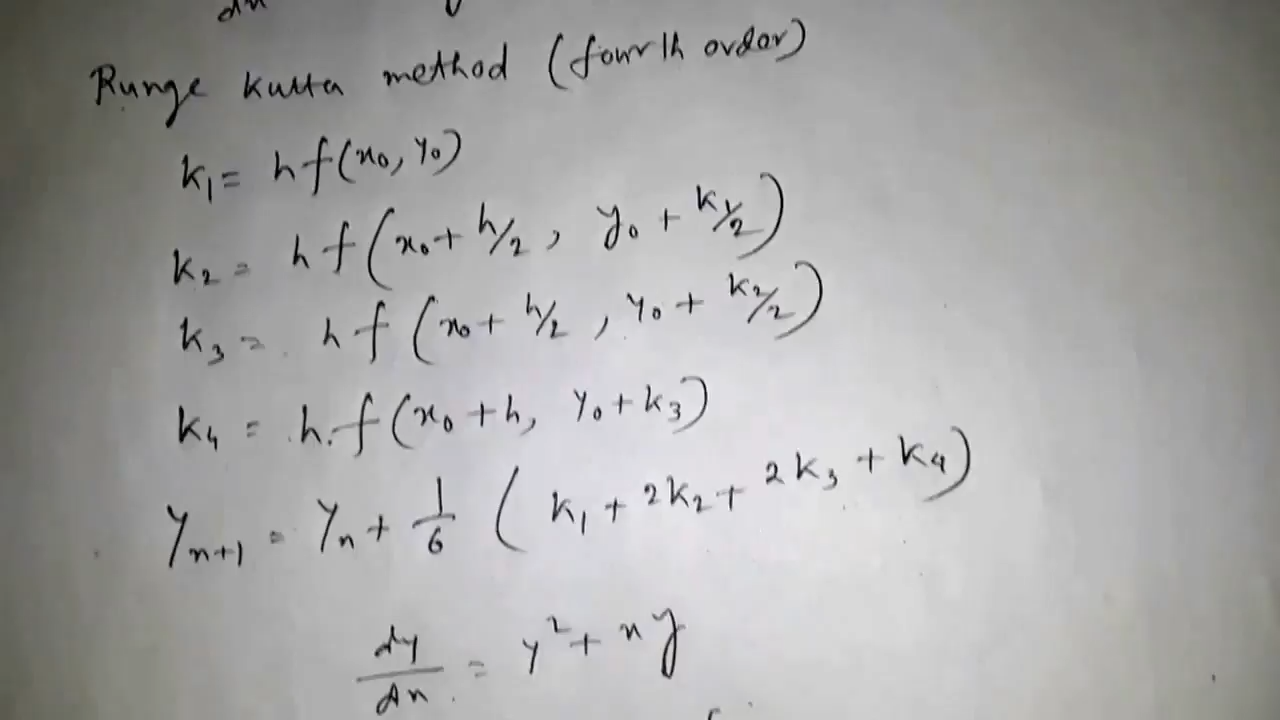 Runge Kutta method (fourth order)
k₁ = hf(x₀, y₀)
k₂ = hf(x₀ + h/2, y₀ + k₁/2)
k₃ = hf(x₀ + h/2, y₀ + k₂/2)
k₄ = h.f(x₀ + h, y₀ + k₃)
yₙ₊₁ = yₙ + 1/6 (k₁ + 2k₂ + 2k₃ + k₄)
dy/dx = y² + xy